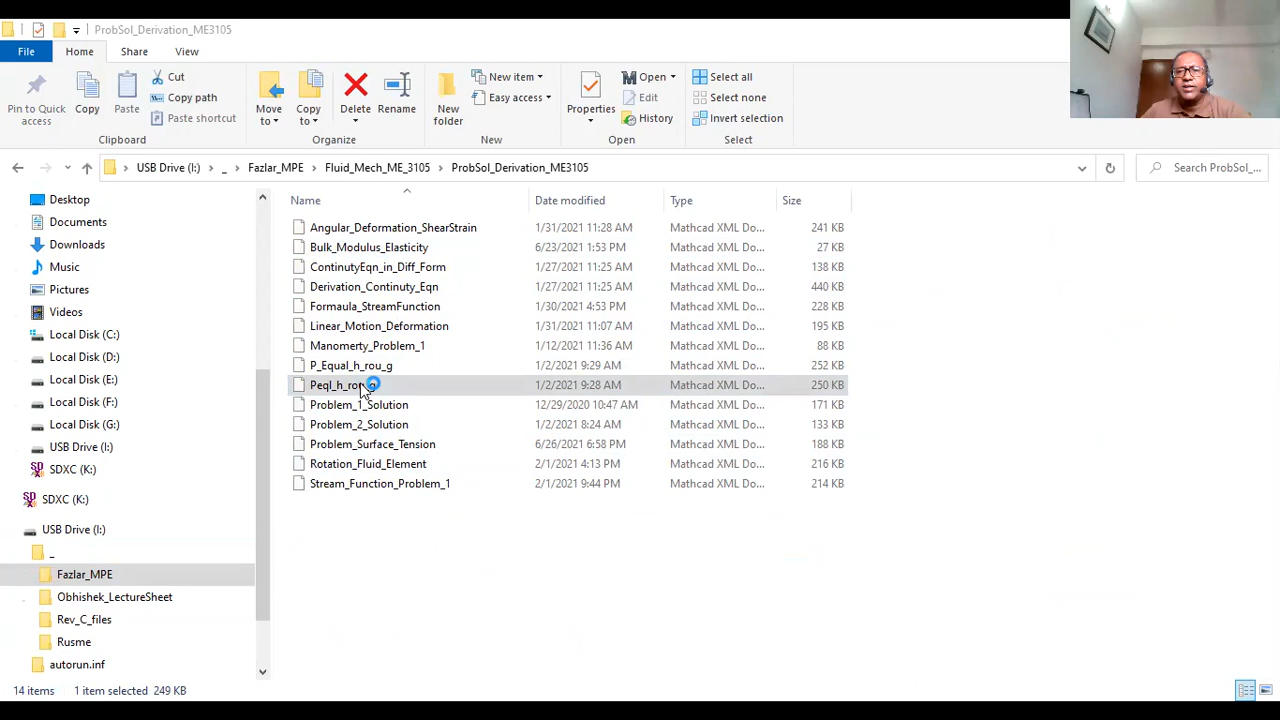 ProbSol_Derivation_ME3105
File Home Share View
Pin to Quick access
Copy
Paste
Cut
Copy path
Paste shortcut
Clipboard
Move to
Copy to
Delete
Rename
Organize
New folder
New item
Easy access
New
Properties
Open
Edit
History
Open
Select all
Select none
Invert selection
Select
USB Drive (I:) _ Fazlar_MPE Fluid_Mech_ME_3105 ProbSol_Derivation_ME3105
Search ProbSol_...
Desktop
Documents
Downloads
Music
Pictures
Videos
Local Disk (C:)
Local Disk (D:)
Local Disk (E:)
Local Disk (F:)
Local Disk (G:)
USB Drive (I:)
SDXC (K:)
SDXC (K:)
USB Drive (I:)
_
Fazlar_MPE
Obhishek_LectureSheet
Rev_C_files
Rusme
autorun.inf
Name Date modified Type Size
Angular_Deformation_ShearStrain 1/31/2021 11:28 AM Mathcad XML Do... 241 KB
Bulk_Modulus_Elasticity 6/23/2021 1:53 PM Mathcad XML Do... 27 KB
ContinutyEqn_in_Diff_Form 1/27/2021 11:25 AM Mathcad XML Do... 138 KB
Derivation_Continuty_Eqn 1/27/2021 11:25 AM Mathcad XML Do... 440 KB
Formaula_StreamFunction 1/30/2021 4:53 PM Mathcad XML Do... 228 KB
Linear_Motion_Deformation 1/31/2021 11:07 AM Mathcad XML Do... 195 KB
Manomerty_Problem_1 1/12/2021 11:36 AM Mathcad XML Do... 88 KB
P_Equal_h_rou_g 1/2/2021 9:29 AM Mathcad XML Do... 252 KB
Peql_h_rou_g 1/2/2021 9:28 AM Mathcad XML Do... 250 KB
Problem_1_Solution 12/29/2020 10:47 AM Mathcad XML Do... 171 KB
Problem_2_Solution 1/2/2021 8:24 AM Mathcad XML Do... 133 KB
Problem_Surface_Tension 6/26/2021 6:58 PM Mathcad XML Do... 188 KB
Rotation_Fluid_Element 2/1/2021 4:13 PM Mathcad XML Do... 216 KB
Stream_Function_Problem_1 2/1/2021 9:44 PM Mathcad XML Do... 214 KB
14 items 1 item selected 249 KB